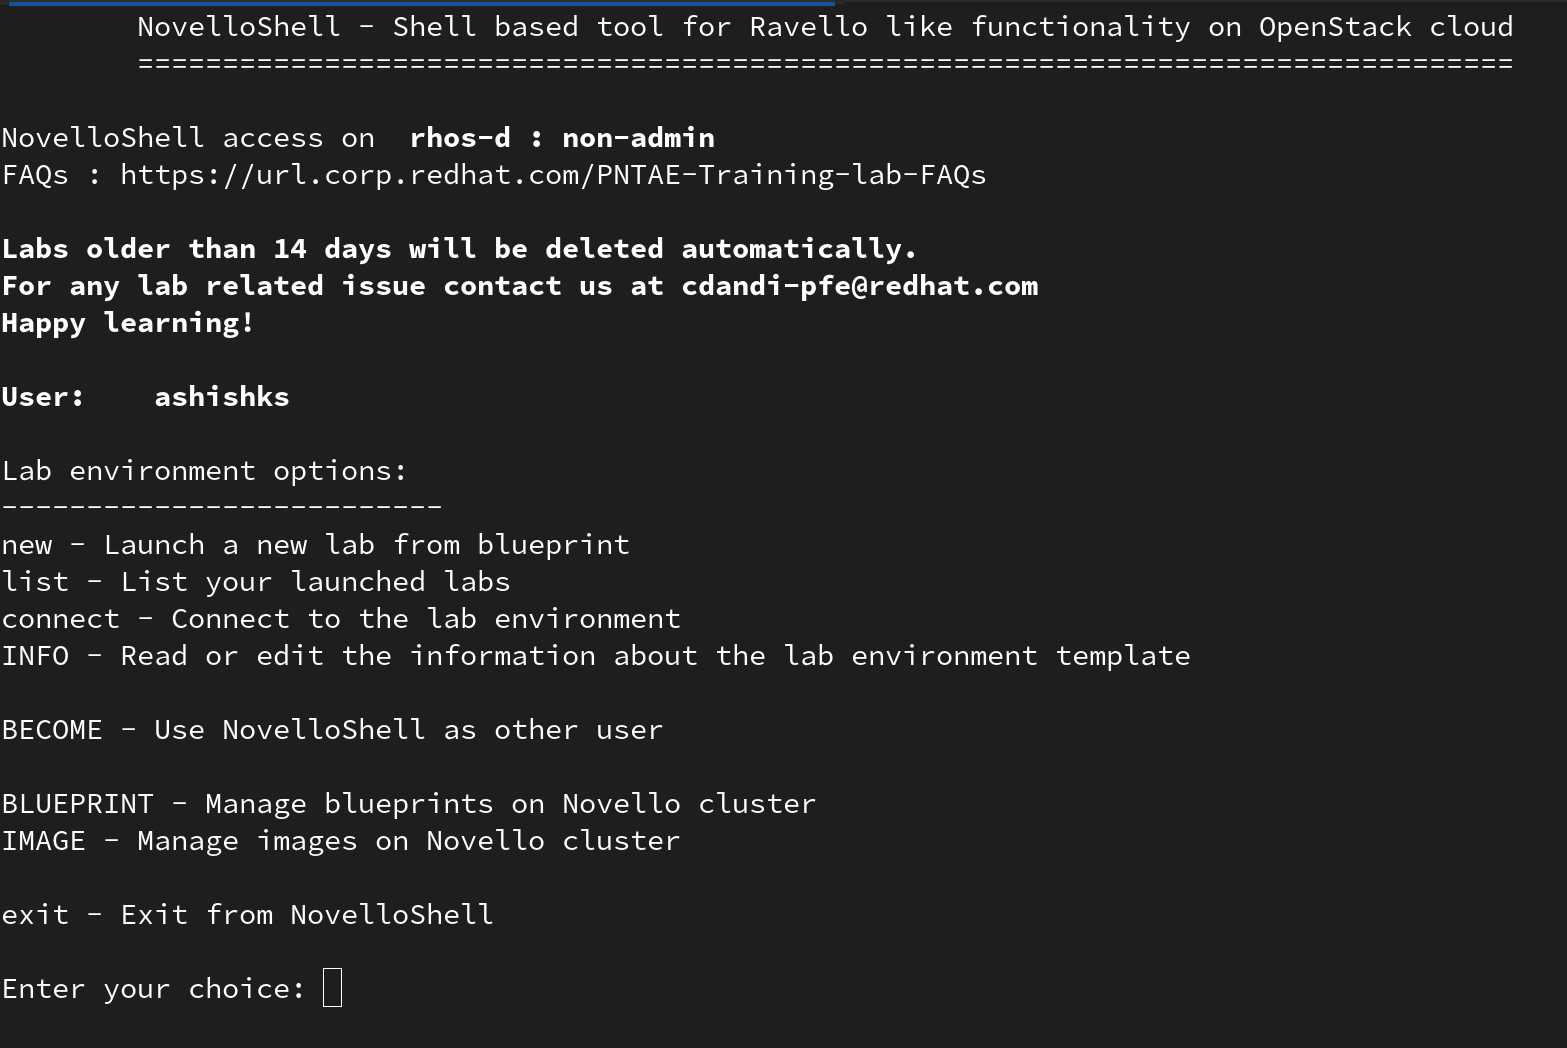 NovelloShell - Shell based tool for Ravello like functionality on OpenStack cloud
=================================================================================
NovelloShell access on  rhos-d : non-admin
FAQs : https://url.corp.redhat.com/PNTAE-Training-lab-FAQs
Labs older than 14 days will be deleted automatically.
For any lab related issue contact us at cdandi-pfe@redhat.com
Happy learning!
User:    ashishks
Lab environment options:
--------------------------
new - Launch a new lab from blueprint
list - List your launched labs
connect - Connect to the lab environment
INFO - Read or edit the information about the lab environment template
BECOME - Use NovelloShell as other user
BLUEPRINT - Manage blueprints on Novello cluster
IMAGE - Manage images on Novello cluster
exit - Exit from NovelloShell
Enter your choice: